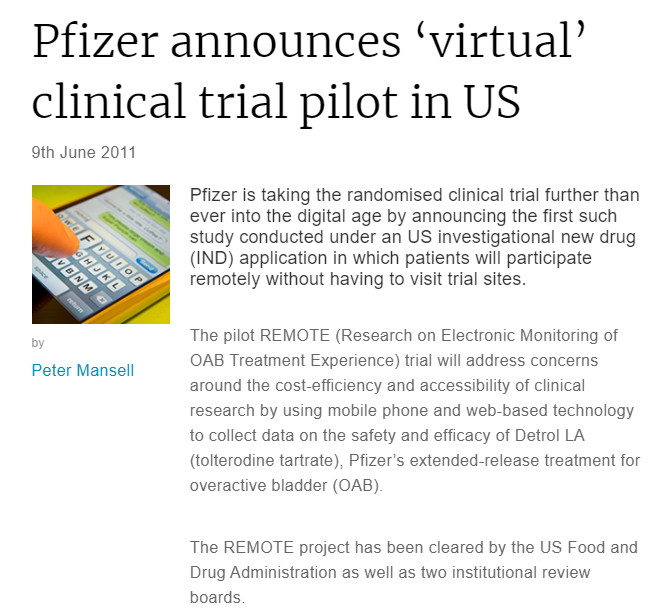 Pfizer announces ‘virtual’
clinical trial pilot in US
9th June 2011
Pfizer is taking the randomised clinical trial further than
ever into the digital age by announcing the first such
study conducted under an US investigational new drug
(IND) application in which patients will participate
remotely without having to visit trial sites.
by
Peter Mansell
The pilot REMOTE (Research on Electronic Monitoring of
OAB Treatment Experience) trial will address concerns
around the cost-efficiency and accessibility of clinical
research by using mobile phone and web-based technology
to collect data on the safety and efficacy of Detrol LA
(tolterodine tartrate), Pfizer’s extended-release treatment for
overactive bladder (OAB).
The REMOTE project has been cleared by the US Food and
Drug Administration as well as two institutional review
boards.